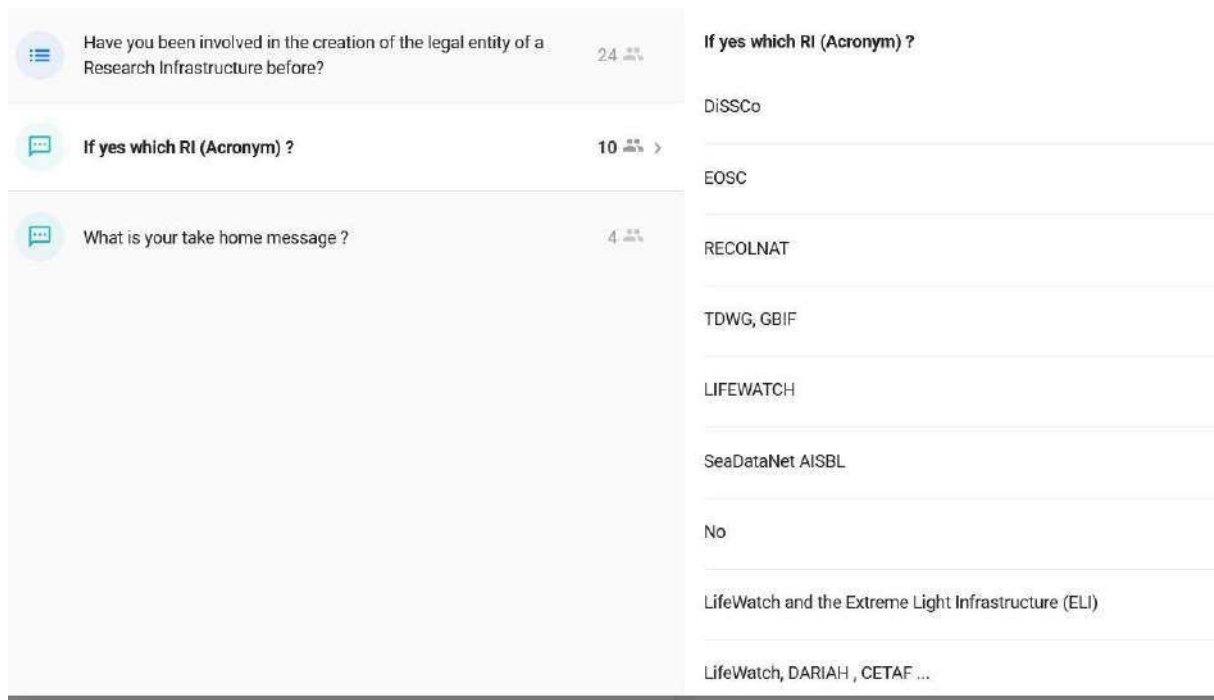 Have you been involved in the creation of the legal entity of a
Research Infrastructure before?
24
If yes which RI (Acronym) ?
10
What is your take home message ?
4
If yes which RI (Acronym) ?
DiSSCo
EOSC
RECOLNAT
TDWG, GBIF
LIFEWATCH
SeaDataNet AISBL
No
LifeWatch and the Extreme Light Infrastructure (ELI)
LifeWatch, DARIAH , CETAF ...